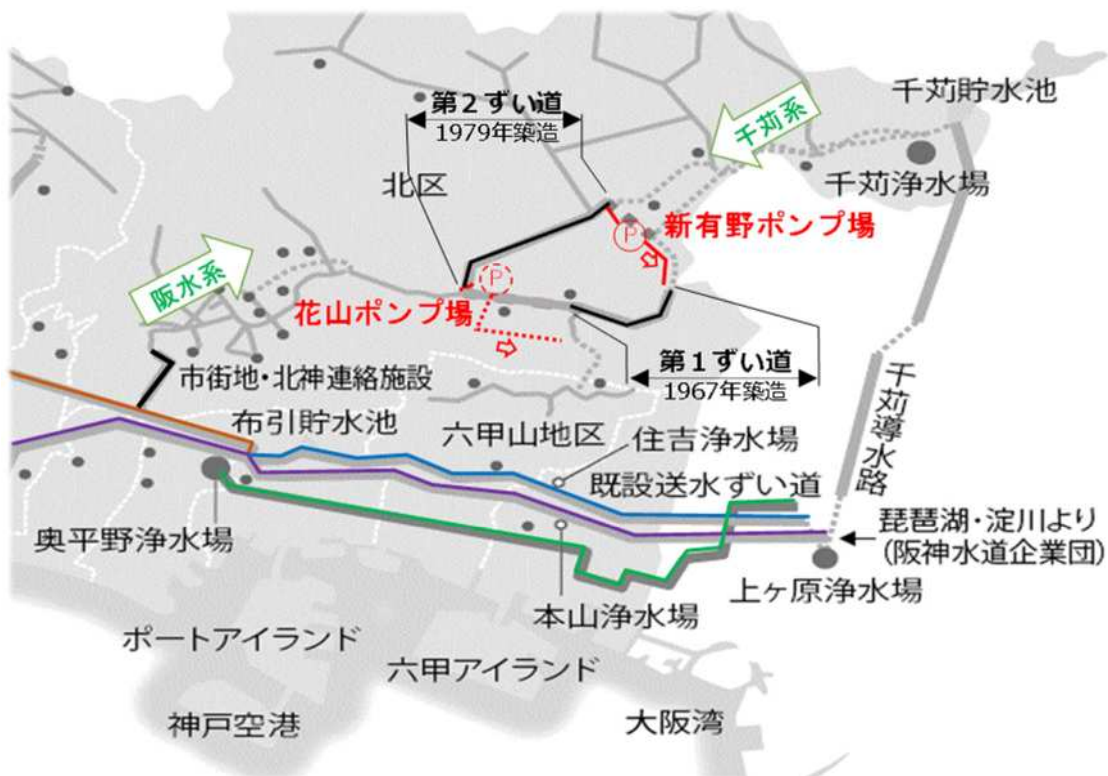 千苅貯水池
第２ずい道
1979年築造
千苅系
千苅浄水場
北区
新有野ポンプ場
P
P
阪水系
花山ポンプ場
第１ずい道
1967年築造
市街地・北神連絡施設
千苅導水路
布引貯水池
六甲山地区
住吉浄水場
既設送水ずい道
琵琶湖・淀川より
(阪神水道企業団)
奥平野浄水場
上ヶ原浄水場
本山浄水場
ポートアイランド
六甲アイランド
神戸空港
大阪湾